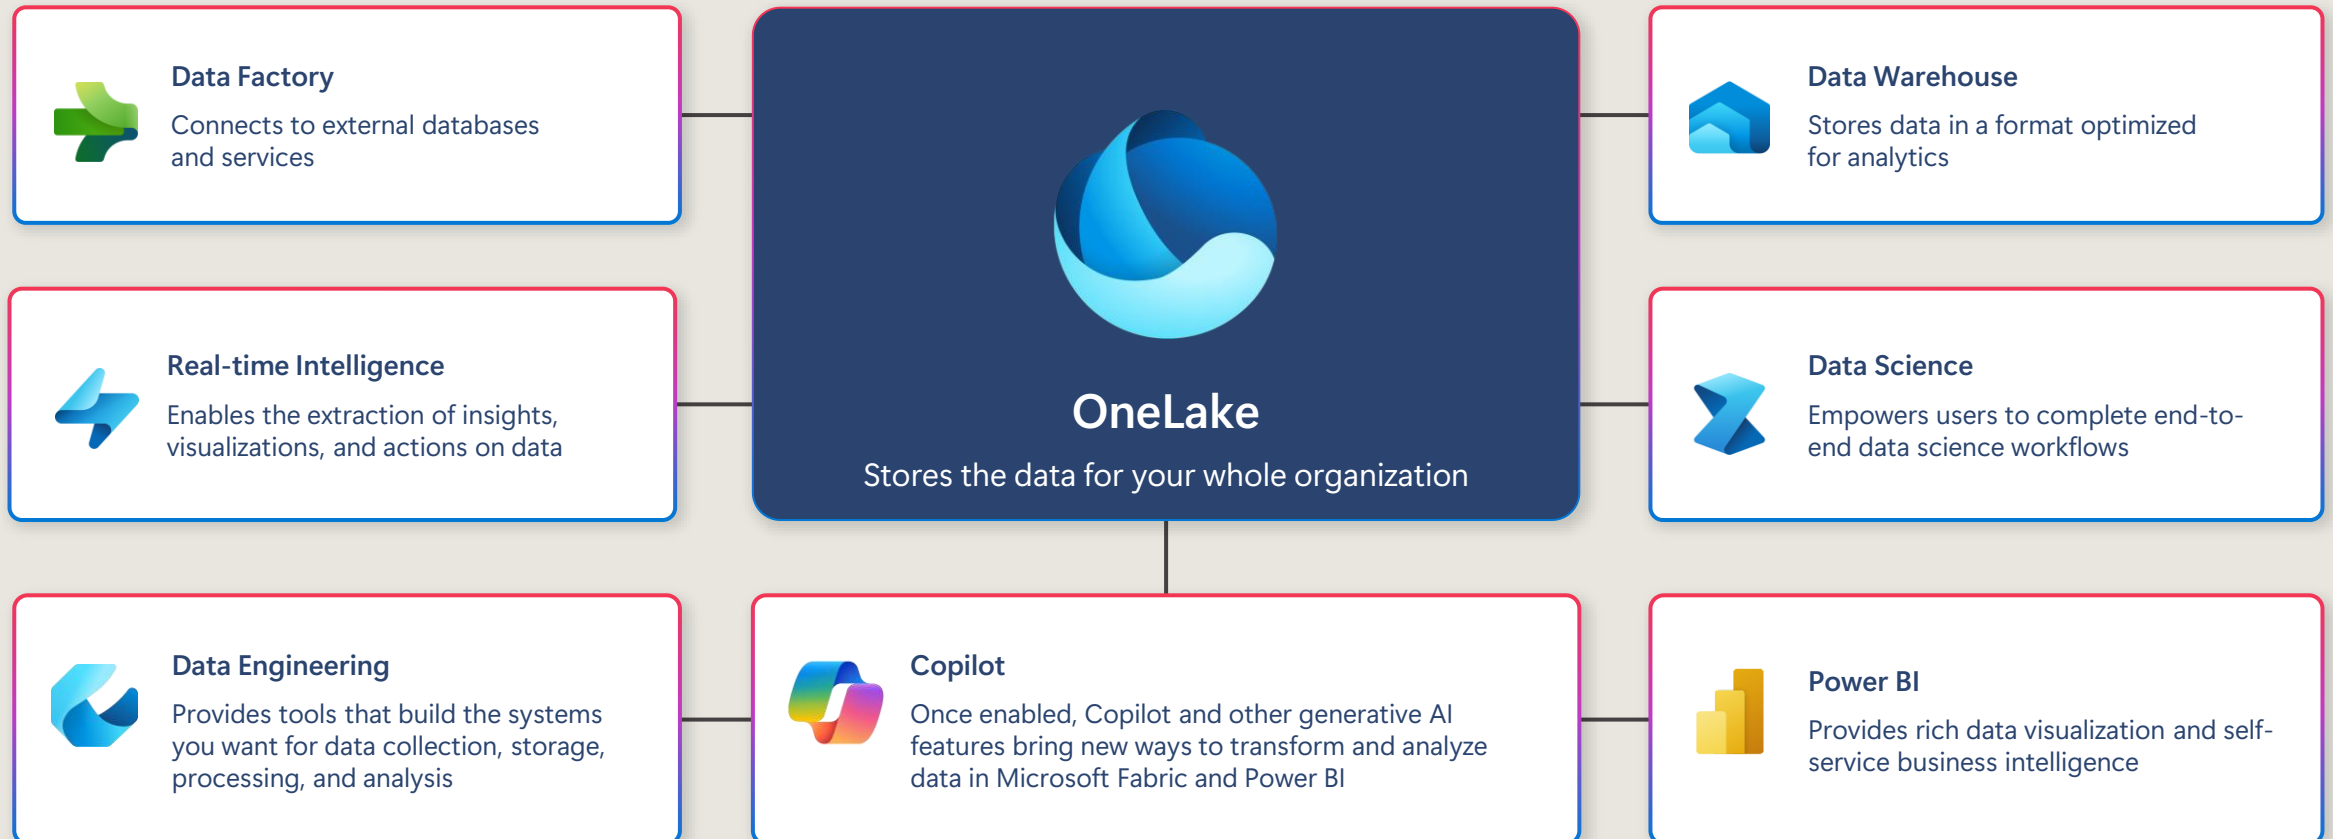 Data Factory
Connects to external databases
and services
OneLake
Stores the data for your whole organization
Data Warehouse
Stores data in a format optimized
for analytics
Real-time Intelligence
Enables the extraction of insights,
visualizations, and actions on data
Data Science
Empowers users to complete end-to-
end data science workflows
Data Engineering
Provides tools that build the systems
you want for data collection, storage,
processing, and analysis
Copilot
Once enabled, Copilot and other generative AI
features bring new ways to transform and analyze
data in Microsoft Fabric and Power BI
Power BI
Provides rich data visualization and self-
service business intelligence